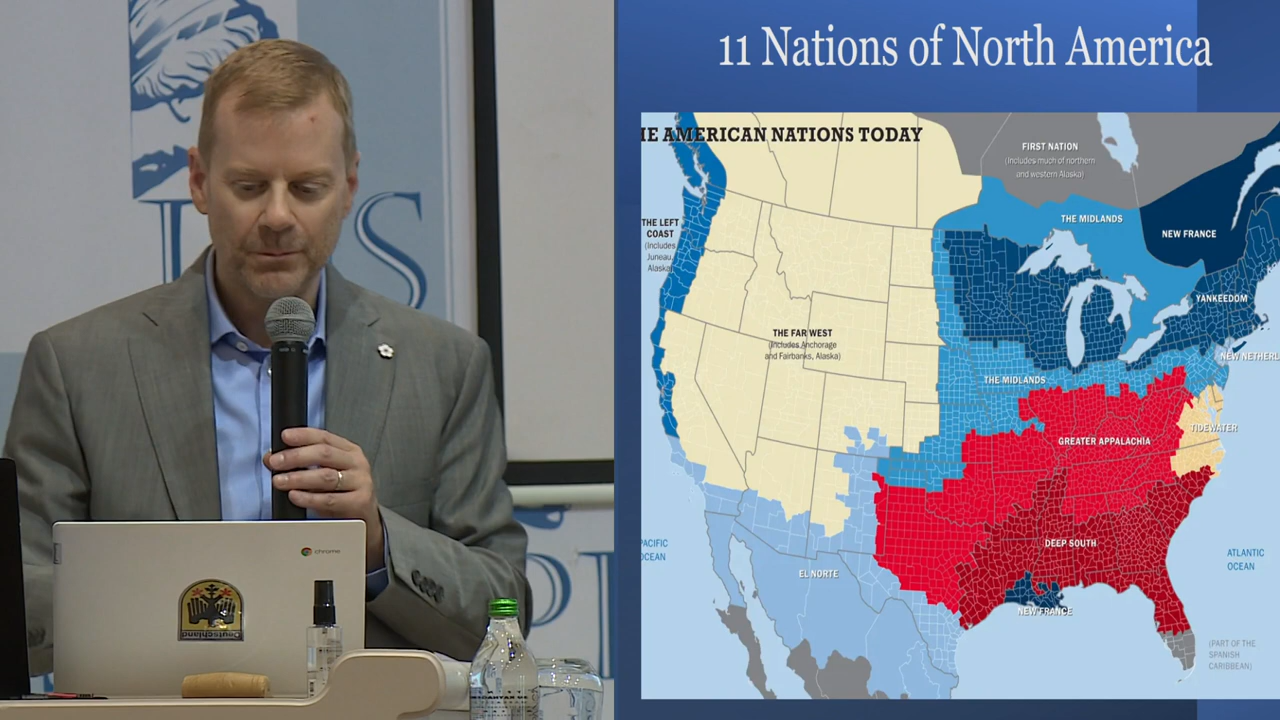 11 Nations of North America
E AMERICAN NATIONS TODAY
FIRST NATION
(Includes much of northern
and western Alaska)
THE LEFT
COAST
(Includes
Juneau,
Alaska)
THE MIDLANDS
NEW FRANCE
YANKEEDOM
THE FAR WEST
(Includes Anchorage
and Fairbanks, Alaska)
NEW NETHERL
THE MIDLANDS
TIDEWATER
GREATER APPALACHIA
PACIFIC
OCEAN
DEEP SOUTH
ATLANTIC
OCEAN
EL NORTE
NEW FRANCE
(PART OF THE
SPANISH
CARIBBEAN)
chrome
Deutschland